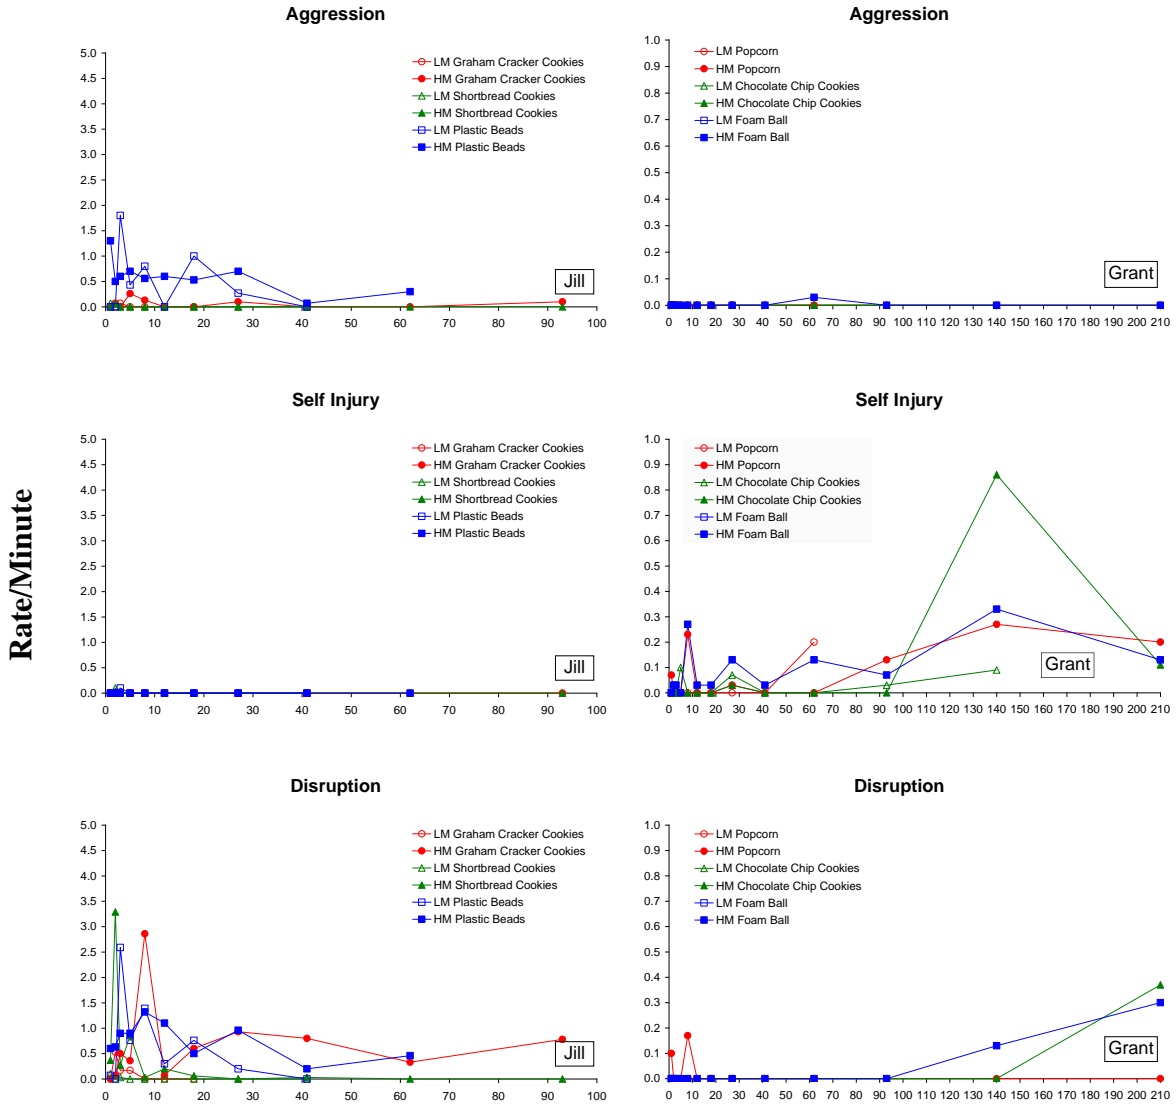 Aggression
5.0
4.5
4.0
3.5
3.0
2.5
2.0
1.5
1.0
0.5
0.0
0 10 20 30 40 50 60 70 80 90 100
LM Graham Cracker Cookies
HM Graham Cracker Cookies
LM Shortbread Cookies
HM Shortbread Cookies
LM Plastic Beads
HM Plastic Beads
Jill
Aggression
1.0
0.9
0.8
0.7
0.6
0.5
0.4
0.3
0.2
0.1
0.0
0 10 20 30 40 50 60 70 80 90 100 110 120 130 140 150 160 170 180 190 200 210
LM Popcorn
HM Popcorn
LM Chocolate Chip Cookies
HM Chocolate Chip Cookies
LM Foam Ball
HM Foam Ball
Grant
Rate/Minute
Self Injury
5.0
4.5
4.0
3.5
3.0
2.5
2.0
1.5
1.0
0.5
0.0
0 10 20 30 40 50 60 70 80 90 100
LM Graham Cracker Cookies
HM Graham Cracker Cookies
LM Shortbread Cookies
HM Shortbread Cookies
LM Plastic Beads
HM Plastic Beads
Jill
Self Injury
1.0
0.9
0.8
0.7
0.6
0.5
0.4
0.3
0.2
0.1
0.0
0 10 20 30 40 50 60 70 80 90 100 110 120 130 140 150 160 170 180 190 200 210
LM Popcorn
HM Popcorn
LM Chocolate Chip Cookies
HM Chocolate Chip Cookies
LM Foam Ball
HM Foam Ball
Grant
Disruption
5.0
4.5
4.0
3.5
3.0
2.5
2.0
1.5
1.0
0.5
0.0
0 10 20 30 40 50 60 70 80 90 100
LM Graham Cracker Cookies
HM Graham Cracker Cookies
LM Shortbread Cookies
HM Shortbread Cookies
LM Plastic Beads
HM Plastic Beads
Jill
Disruption
1.0
0.9
0.8
0.7
0.6
0.5
0.4
0.3
0.2
0.1
0.0
0 10 20 30 40 50 60 70 80 90 100 110 120 130 140 150 160 170 180 190 200 210
LM Popcorn
HM Popcorn
LM Chocolate Chip Cookies
HM Chocolate Chip Cookies
LM Foam Ball
HM Foam Ball
Grant